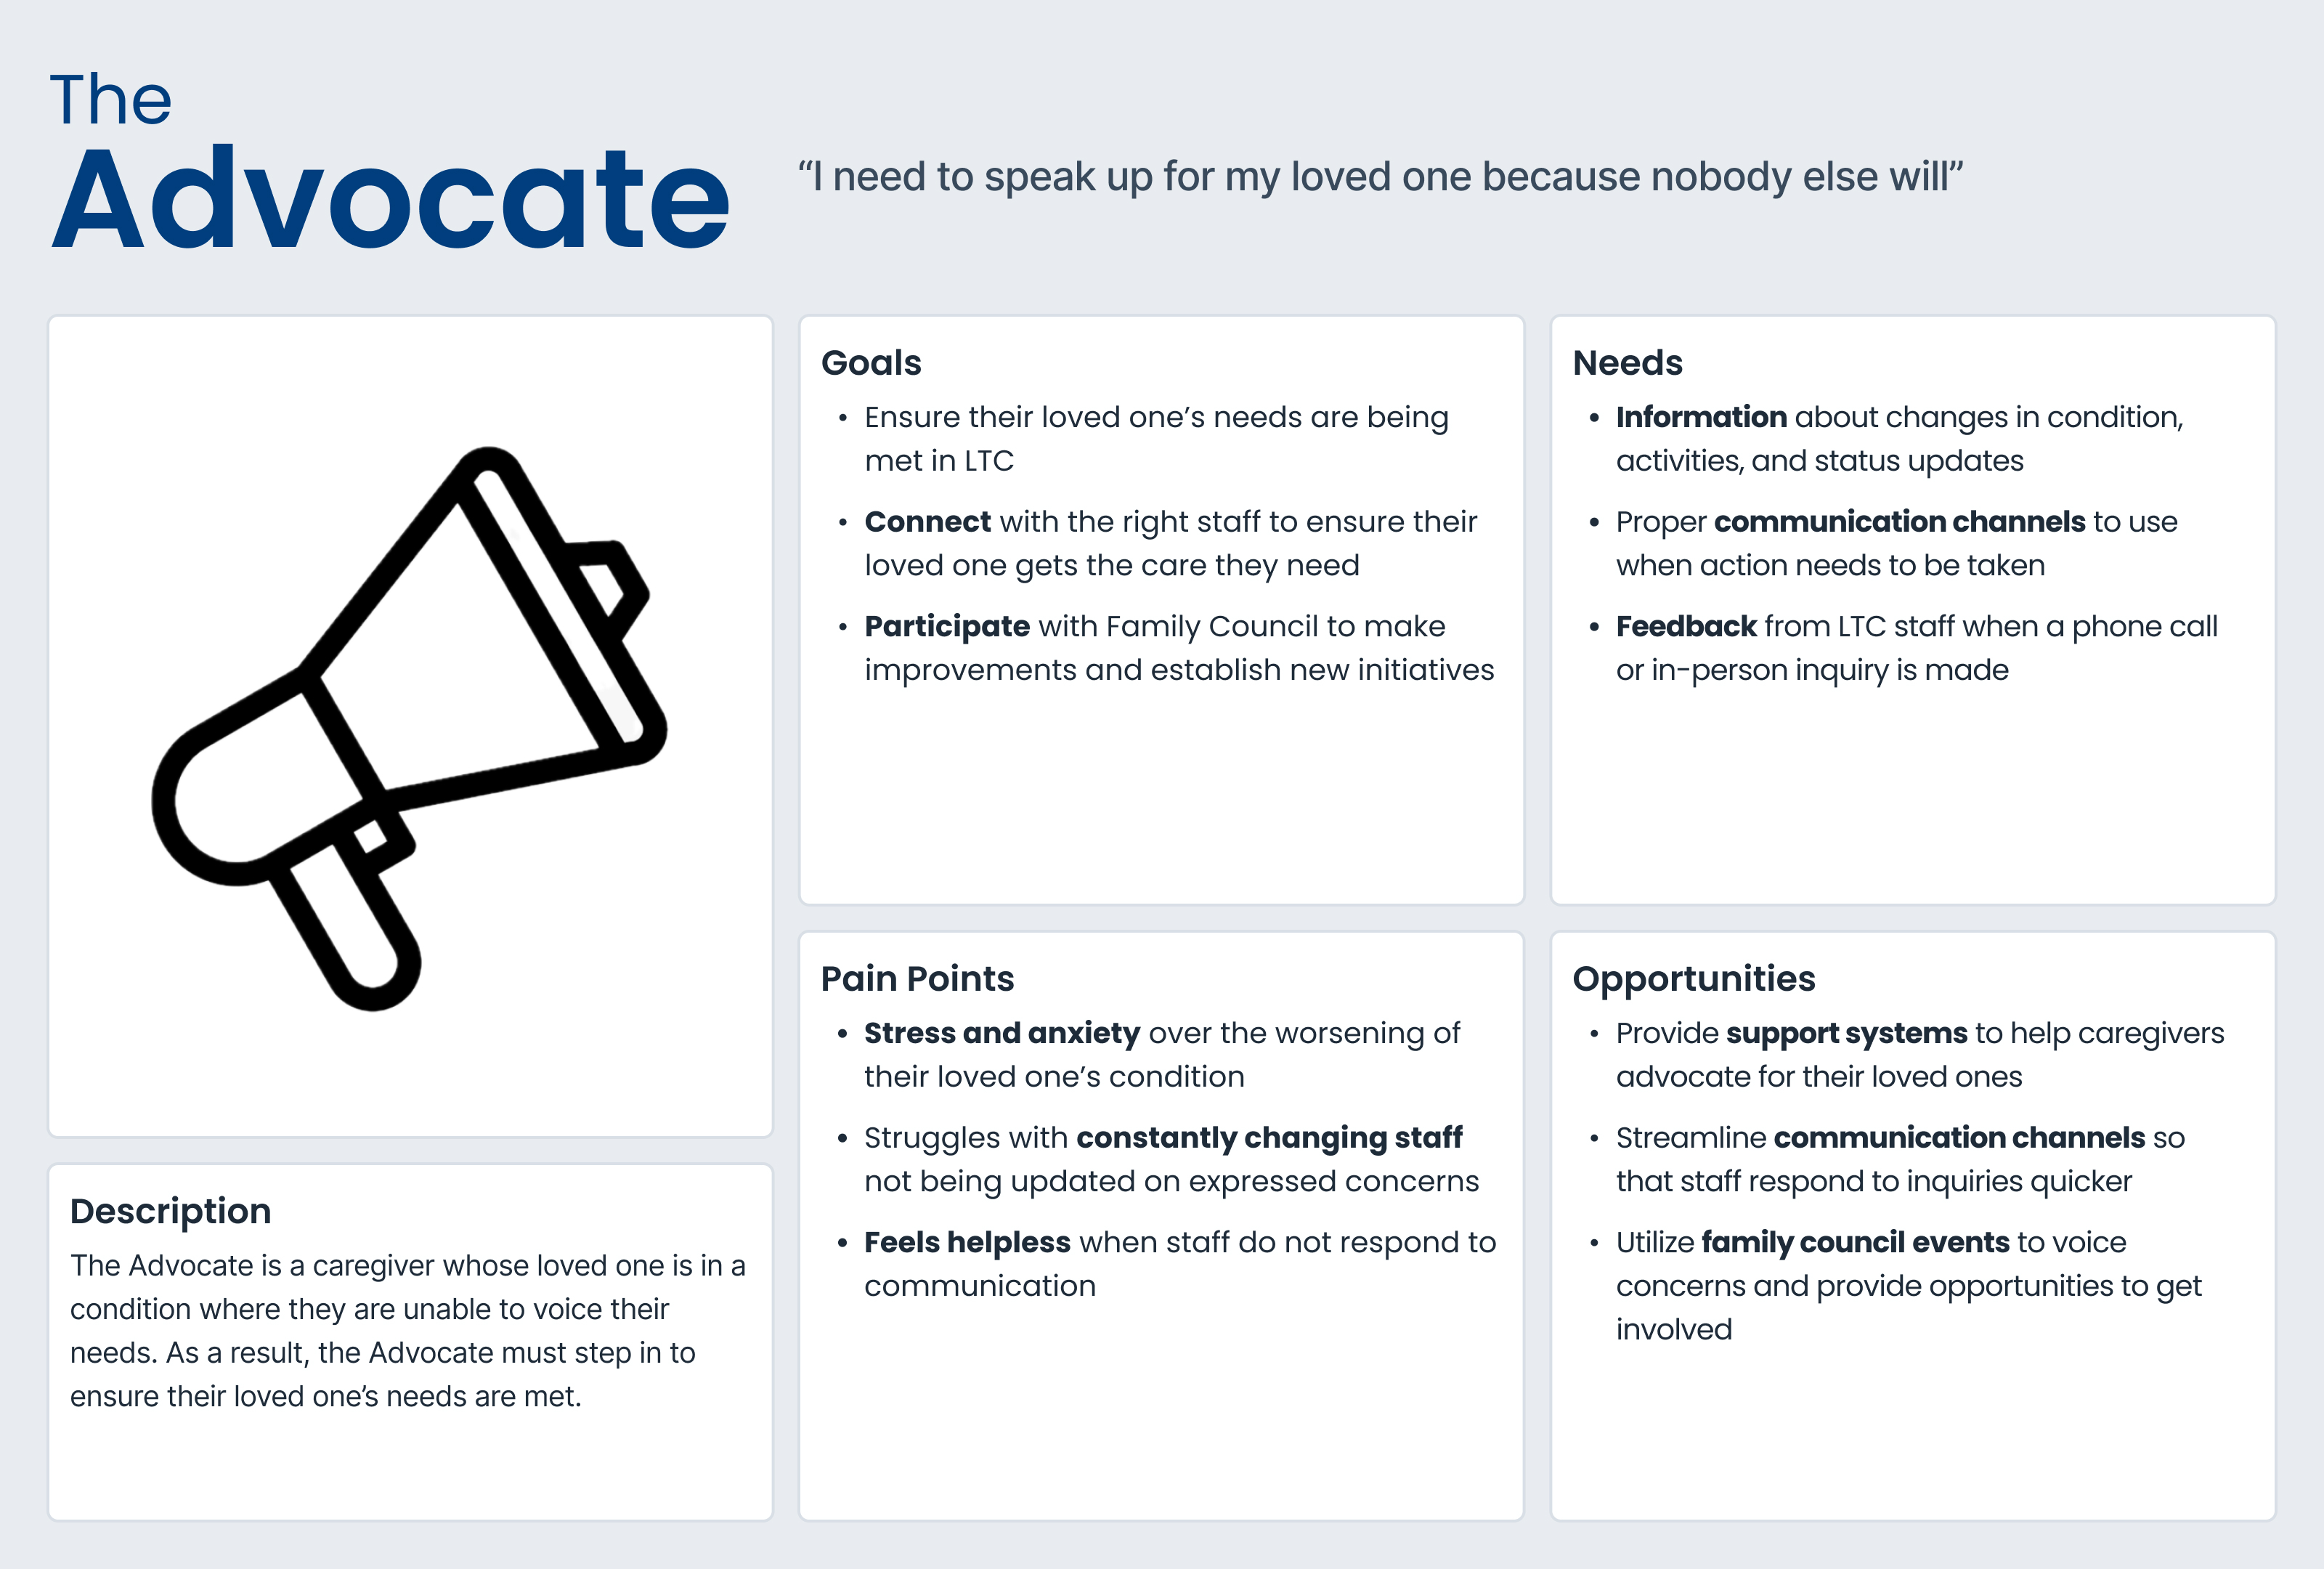 The
Advocate
“I need to speak up for my loved one because nobody else will”
Goals
• Ensure their loved one’s needs are being
met in LTC
• Connect with the right staff to ensure their
loved one gets the care they need
• Participate with Family Council to make
improvements and establish new initiatives
Needs
• Information about changes in condition,
activities, and status updates
• Proper communication channels to use
when action needs to be taken
• Feedback from LTC staff when a phone call
or in-person inquiry is made
Description
The Advocate is a caregiver whose loved one is in a
condition where they are unable to voice their
needs. As a result, the Advocate must step in to
ensure their loved one’s needs are met.
Pain Points
• Stress and anxiety over the worsening of
their loved one’s condition
• Struggles with constantly changing staff
not being updated on expressed concerns
• Feels helpless when staff do not respond to
communication
Opportunities
• Provide support systems to help caregivers
advocate for their loved ones
• Streamline communication channels so
that staff respond to inquiries quicker
• Utilize family council events to voice
concerns and provide opportunities to get
involved